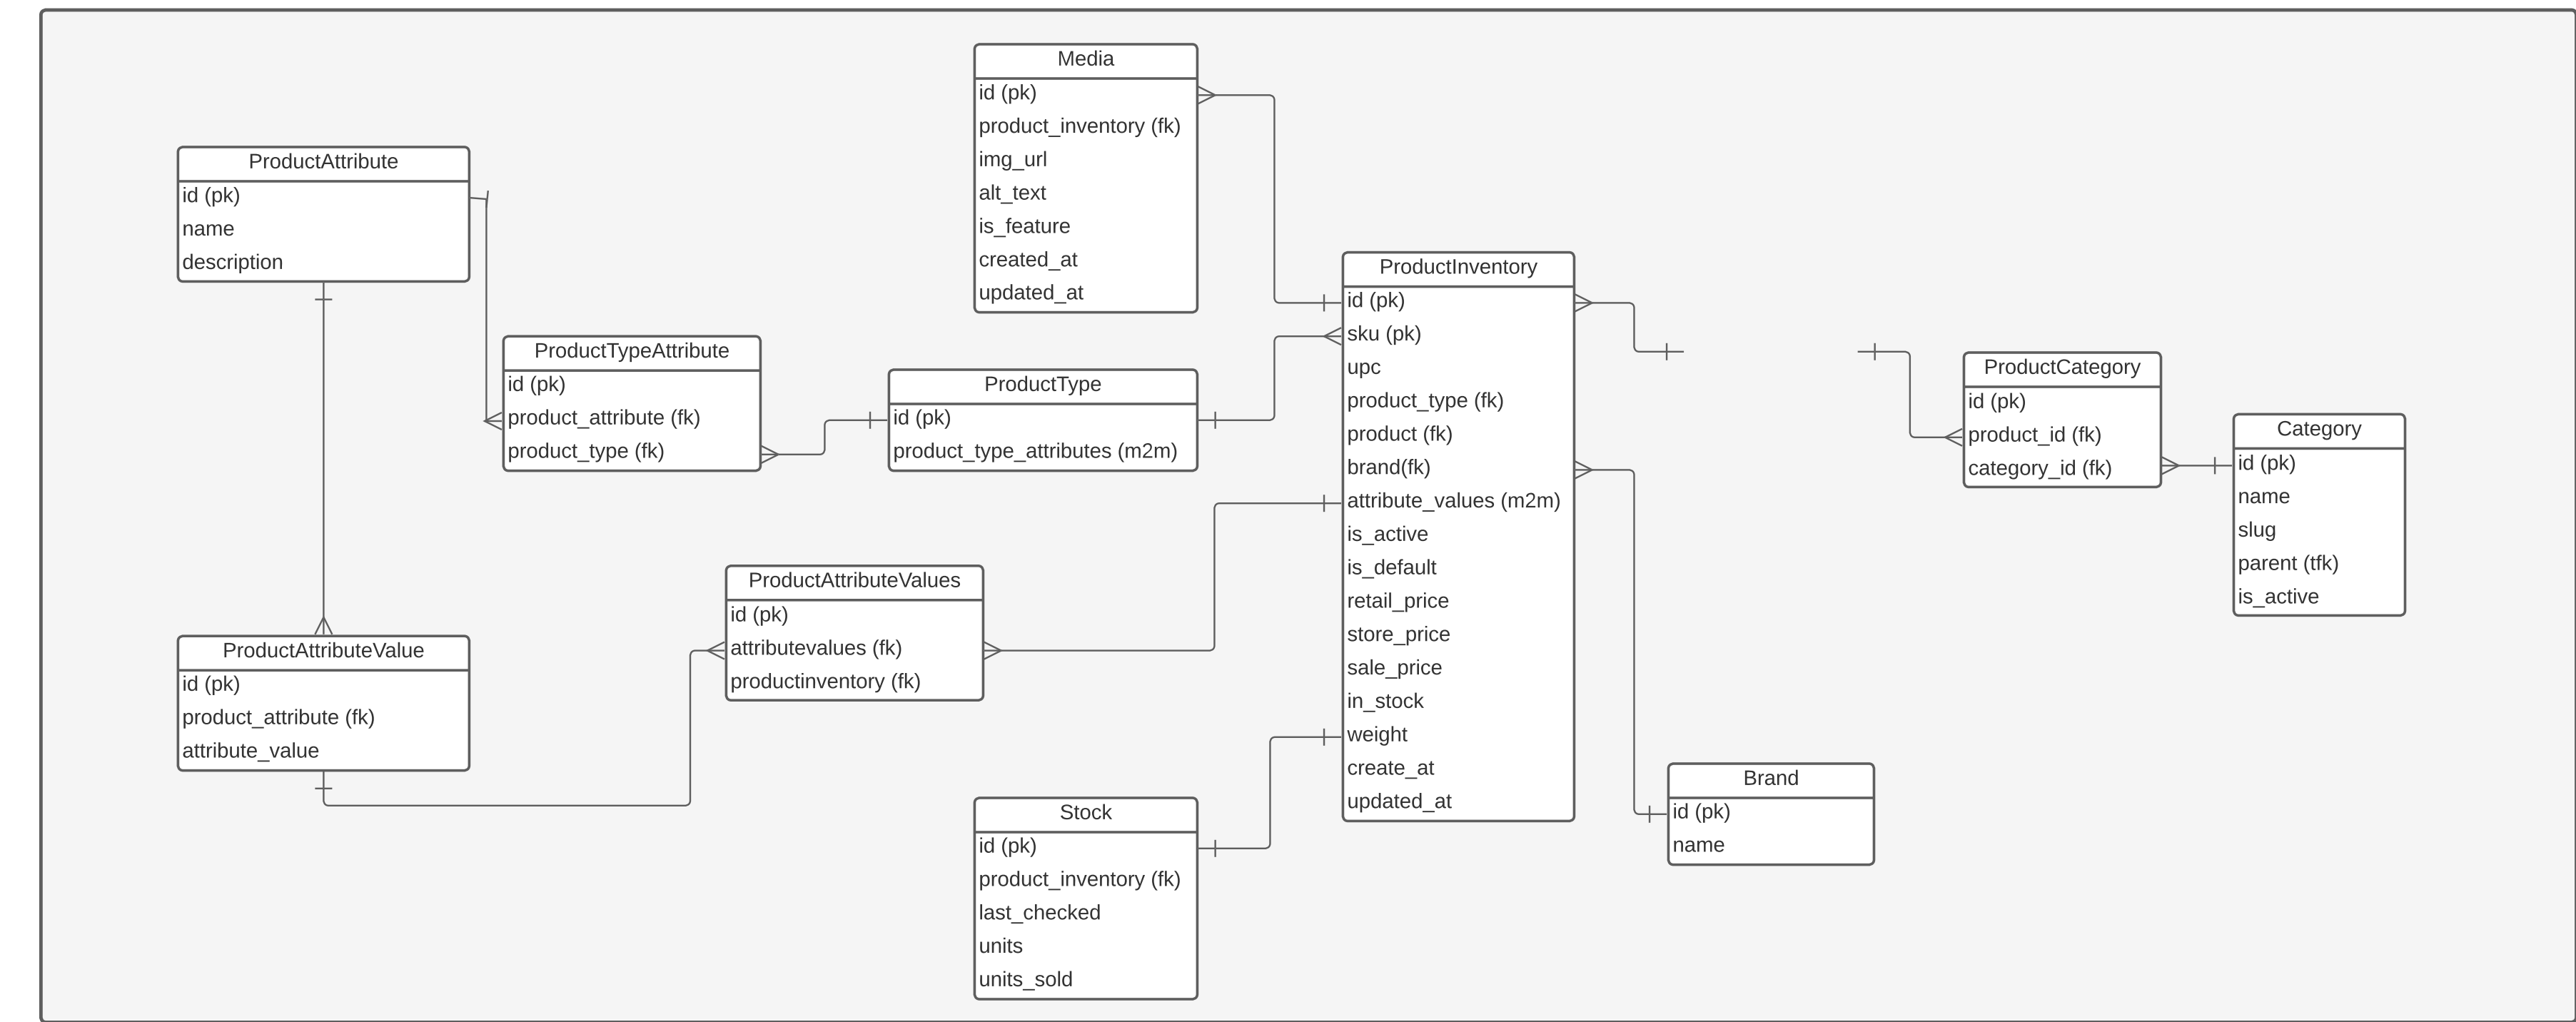 Media
id (pk)
product_inventory (fk)
img_url
alt_text
is_feature
created_at
updated_at
ProductAttribute
id (pk)
name
description
ProductTypeAttribute
id (pk)
product_attribute (fk)
product_type (fk)
ProductType
id (pk)
product_type_attributes (m2m)
ProductInventory
id (pk)
sku (pk)
upc
product_type (fk)
product (fk)
brand(fk)
attribute_values (m2m)
is_active
is_default
retail_price
store_price
sale_price
in_stock
weight
create_at
updated_at
ProductCategory
id (pk)
product_id (fk)
category_id (fk)
Category
id (pk)
name
slug
parent (tfk)
is_active
ProductAttributeValues
id (pk)
attributevalues (fk)
productinventory (fk)
ProductAttributeValue
id (pk)
product_attribute (fk)
attribute_value
Stock
id (pk)
product_inventory (fk)
last_checked
units
units_sold
Brand
id (pk)
name